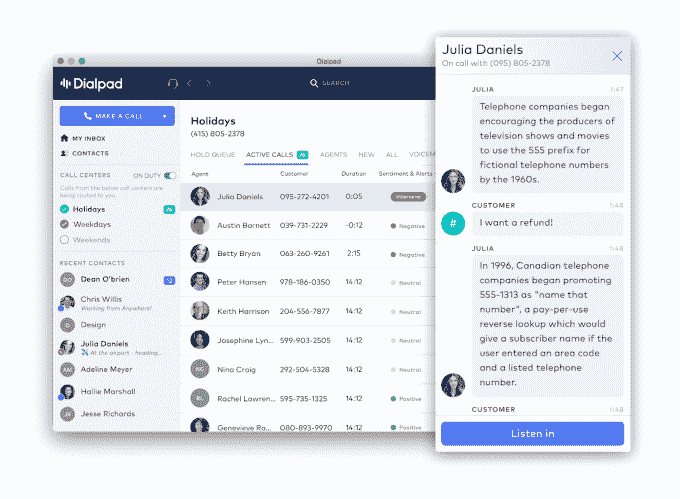 Dialpad
Dialpad
SEARCH
MAKE A CALL
MY INBOX
CONTACTS
CALL CENTERS
ON DUTY
Calls from the below call centers are
being routed to you.
Holidays
Weekdays
Weekends
RECENT CONTACTS
DO
Dean O'brien
Chris Willis
Working from Anywhere!
D
Design
Julia Daniels
At the airport - heading...
AM
Adeline Meyer
Hallie Marshall
JR
Jesse Richards
Holidays
(415) 805-2378
HOLD QUEUE ACTIVE CALLS AGENTS NEW ALL VOICEM
Agent Customer Duration Sentiment & Alerts
Julia Daniels 095-272-4201 0:05 Intervene
Austin Barnett 039-731-2229 -0:12 Negative
Betty Bryan 063-260-9261 2:15 Negative
Peter Hansen 978-186-0350 14:12 Neutral
Keith Harrison 204-556-7877 14:12 Neutral
Josephine Lyn... 599-903-2505 14:12 Neutral
NC Nina Craig 292-504-5328 14:12 Neutral
Rachel Lawren... 595-735-1325 14:12 Positive
Genevieve Ra... 080-893-9970 14:12 Positive
Julia Daniels
On call with (095) 805-2378
JULIA 1:47
Telephone companies began
encouraging the producers of
television shows and movies
to use the 555 prefix for
fictional telephone numbers
by the 1960s.
CUSTOMER 1:48
#
I want a refund!
JULIA 1:48
In 1996, Canadian telephone
companies began promoting
555-1313 as "name that
number", a pay-per-use
reverse lookup which would
give a subscriber name if the
user entered an area code
and a listed telephone
number.
CUSTOMER 1:48
Listen in